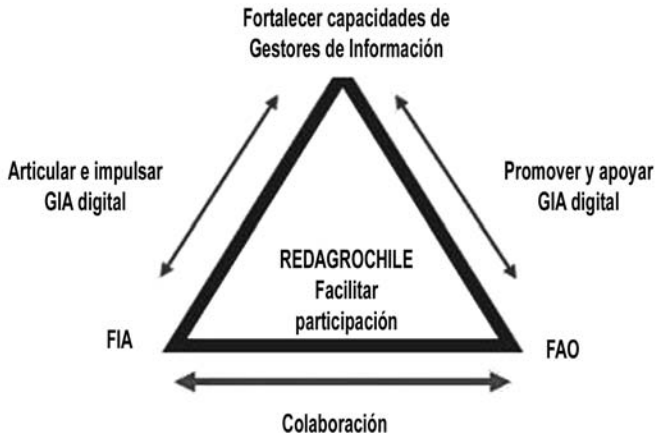 Fortalecer capacidades de
Gestores de Información
Articular e impulsar
GIA digital
Promover y apoyar
GIA digital
REDAGROCHILE
Facilitar
participación
FIA
FAO
Colaboración